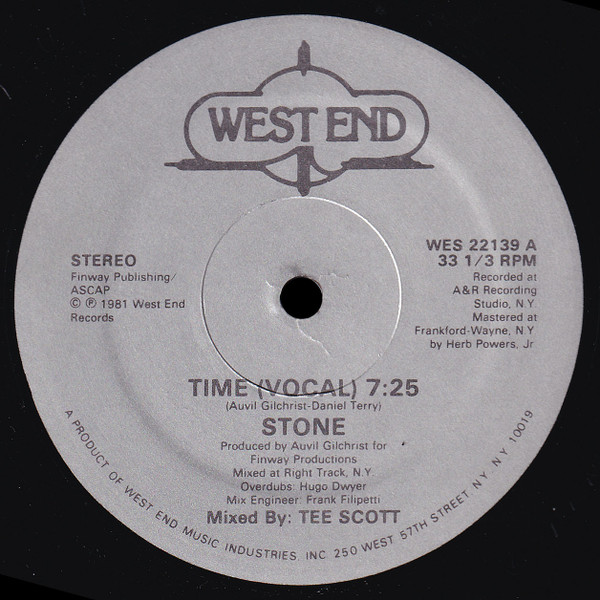 WEST END
STEREO
Finway Publishing/
ASCAP
© ℗ 1981 West End
Records
WES 22139 A
33 1/3 RPM
Recorded at
A&R Recording
Studio, N.Y.
Mastered at
Frankford-Wayne, N.Y
by Herb Powers, Jr
TIME (VOCAL) 7:25
(Auvil Gilchrist-Daniel Terry)
STONE
Produced by Auvil Gilchrist for
Finway Productions
Mixed at Right Track, N.Y.
Overdubs: Hugo Dwyer
Mix Engineer: Frank Filipetti
Mixed By: TEE SCOTT
A PRODUCT OF WEST END MUSIC INDUSTRIES, INC 250 WEST 57TH STREET NY NY 10019